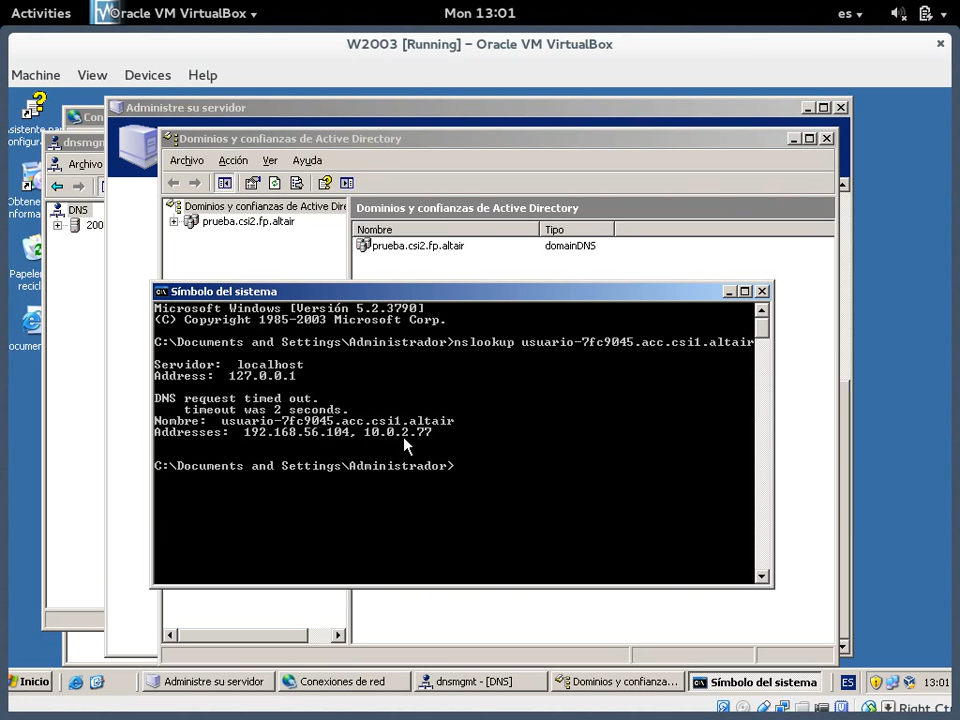 Activities
Oracle VM VirtualBox
Mon 13:01
es
W2003 [Running] – Oracle VM VirtualBox
Machine View Devices Help
Administre su servidor
Dominios y confianzas de Active Directory
dnsmg
Archivo
Archivo Acción Ver Ayuda
DNS
200
Dominios y confianzas de Active Dire
prueba.csi2.fp.altair
Dominios y confianzas de Active Directory
Nombre Tipo
prueba.csi2.fp.altair domainDNS
Símbolo del sistema
Microsoft Windows [Versión 5.2.3790]
(C) Copyright 1985-2003 Microsoft Corp.
C:\Documents and Settings\Administrador>nslookup usuario-7fc9045.acc.csi1.altair
Servidor: localhost
Address: 127.0.0.1
DNS request timed out.
timeout was 2 seconds.
Nombre: usuario-7fc9045.acc.csi1.altair
Addresses: 192.168.56.104, 10.0.2.77
C:\Documents and Settings\Administrador>
Inicio
Administre su servidor
Conexiones de red
dnsmgmt - [DNS]
Dominios y confianza...
Símbolo del sistema
ES
13:01
Right Ctr